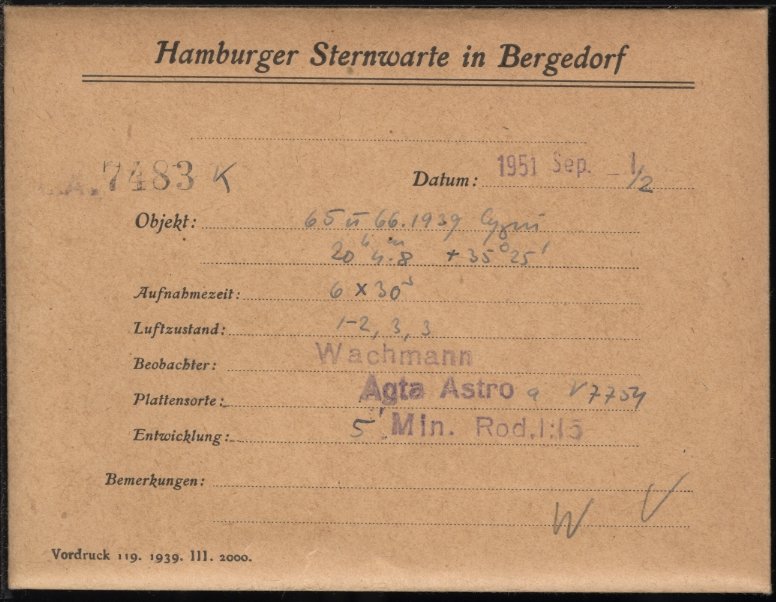 Hamburger Sternwarte in Bergedorf
7483 K
Datum: 1951 Sep. 1/2
Objekt: 65 u 66.1939 Cygni
20h 4m.8 +35° 25'
Aufnahmezeit: 6 x 30s
Luftzustand: 1-2, 3, 3
Beobachter: Wachmann
Plattensorte: Agfa Astro a V7754
Entwicklung: 5' Min. Rod.1:15
Bemerkungen:
W V
Vordruck 119. 1939. III. 2000.